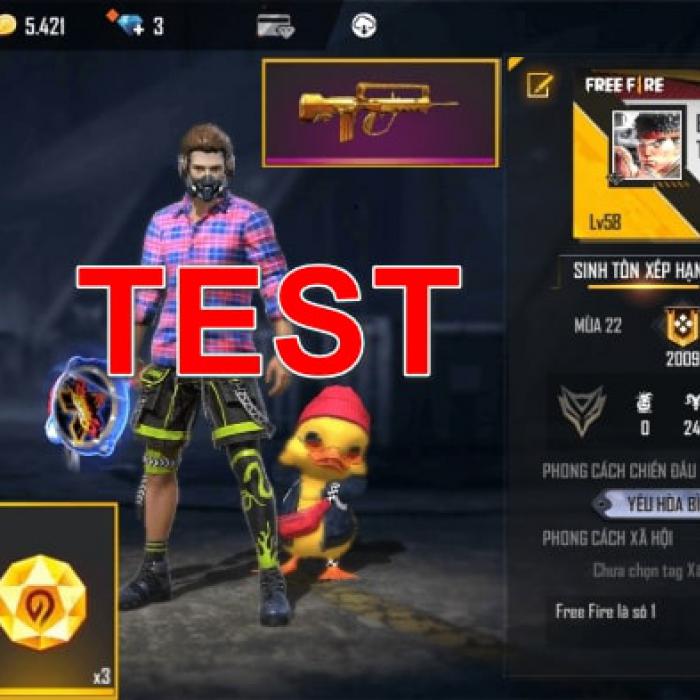 5.421
3
FREE FIRE
Lv58
TEST
SINH TỒN XẾP HẠN
MÙA 22
2009
0
24
PHONG CÁCH CHIẾN ĐẤU
YÊU HÒA BÌ
PHONG CÁCH XÃ HỘI
Chưa chọn tag Xã
Free Fire là số 1
x3